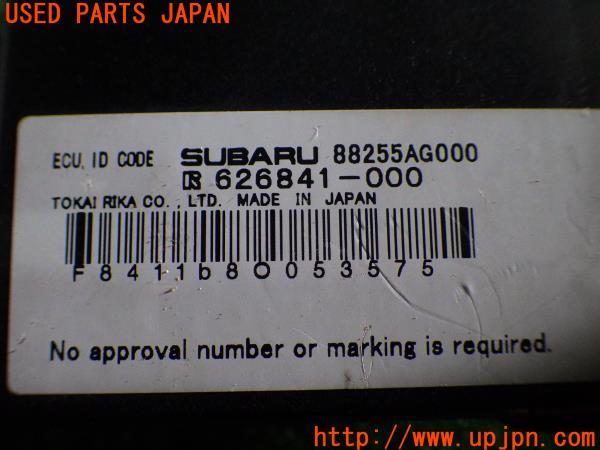 USED PARTS JAPAN
ECU, ID CODE SUBARU 88255AG000
626841-000
TOKAI RIKA CO., LTD. MADE IN JAPAN
F8411b8O053575
No approval number or marking is required.
http://www.upjpn.com